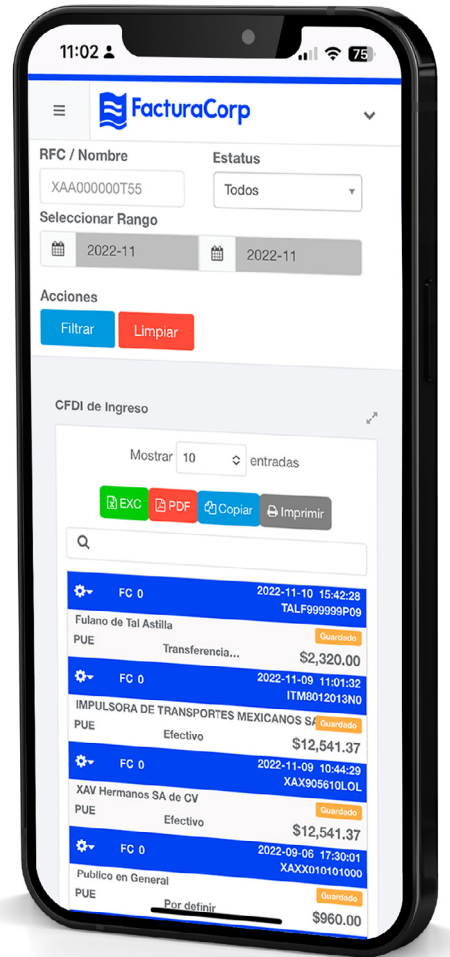 11:02 75
FacturaCorp
RFC / Nombre Estatus
XAA000000T55 Todos
Seleccionar Rango
2022-11 2022-11
Acciones
Filtrar Limpiar
CFDI de Ingreso
Mostrar 10 entradas
EXC PDF Copiar Imprimir
FC 0 2022-11-10 15:42:28
TALF999999P09
Fulano de Tal Astilla Guardado
PUE Transferencia... $2,320.00
FC 0 2022-11-09 11:01:32
ITM8012013N0
IMPULSORA DE TRANSPORTES MEXICANOS SA Guardado
PUE Efectivo $12,541.37
FC 0 2022-11-09 10:44:29
XAX905610LOL
XAV Hermanos SA de CV Guardado
PUE Efectivo $12,541.37
FC 0 2022-09-06 17:30:01
XAXX010101000
Publico en General Guardado
PUE Por definir $960.00